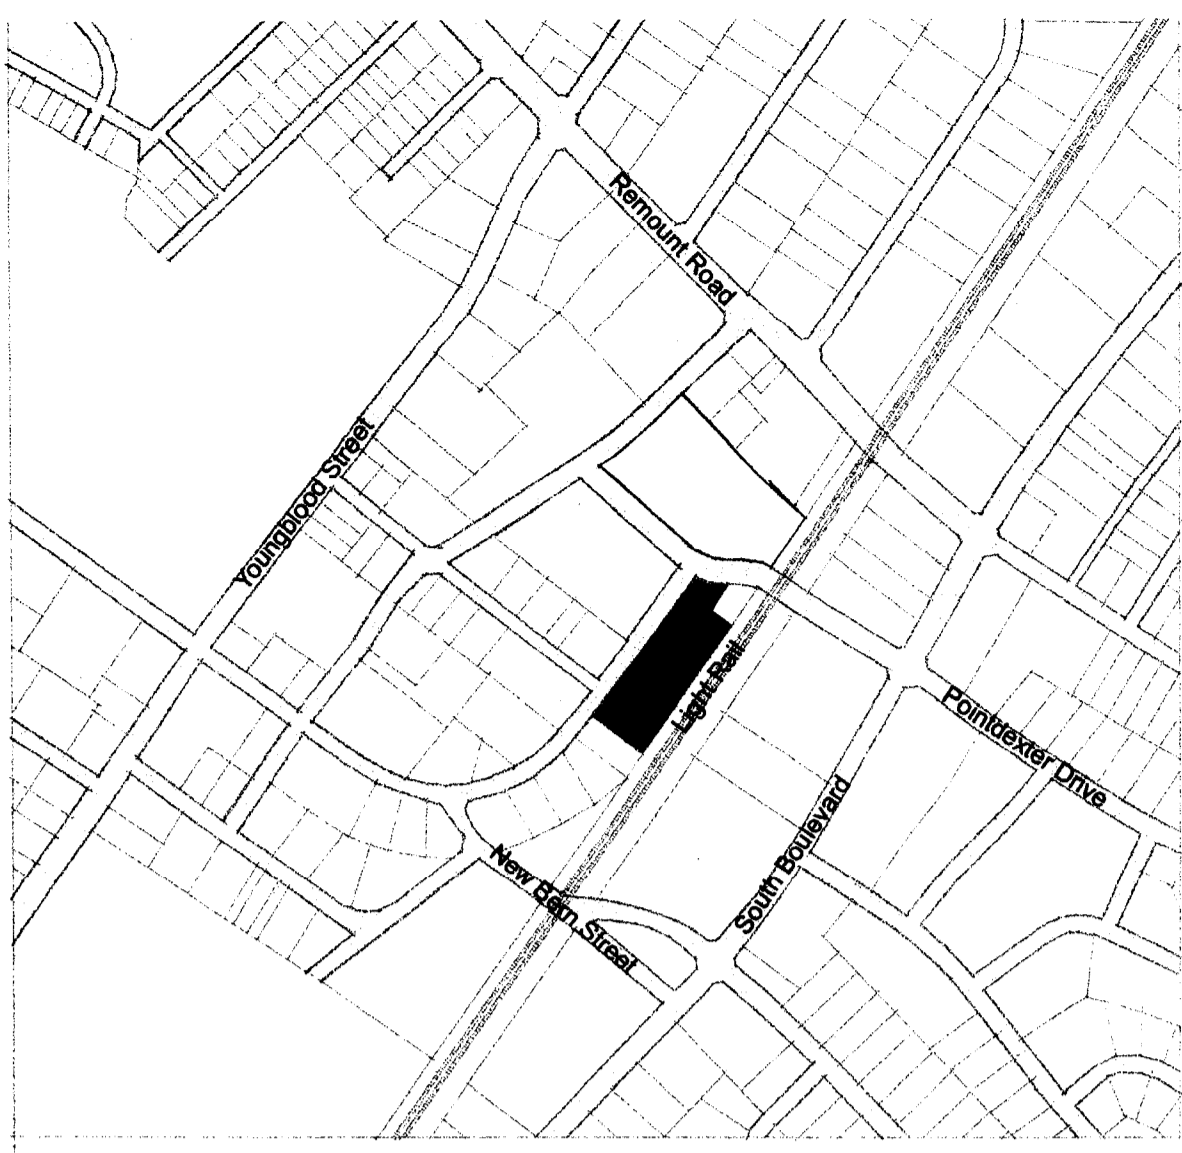 Remount Road
Youngblood Street
Light Rail
Pointdexter Drive
South Boulevard
New Bern Street